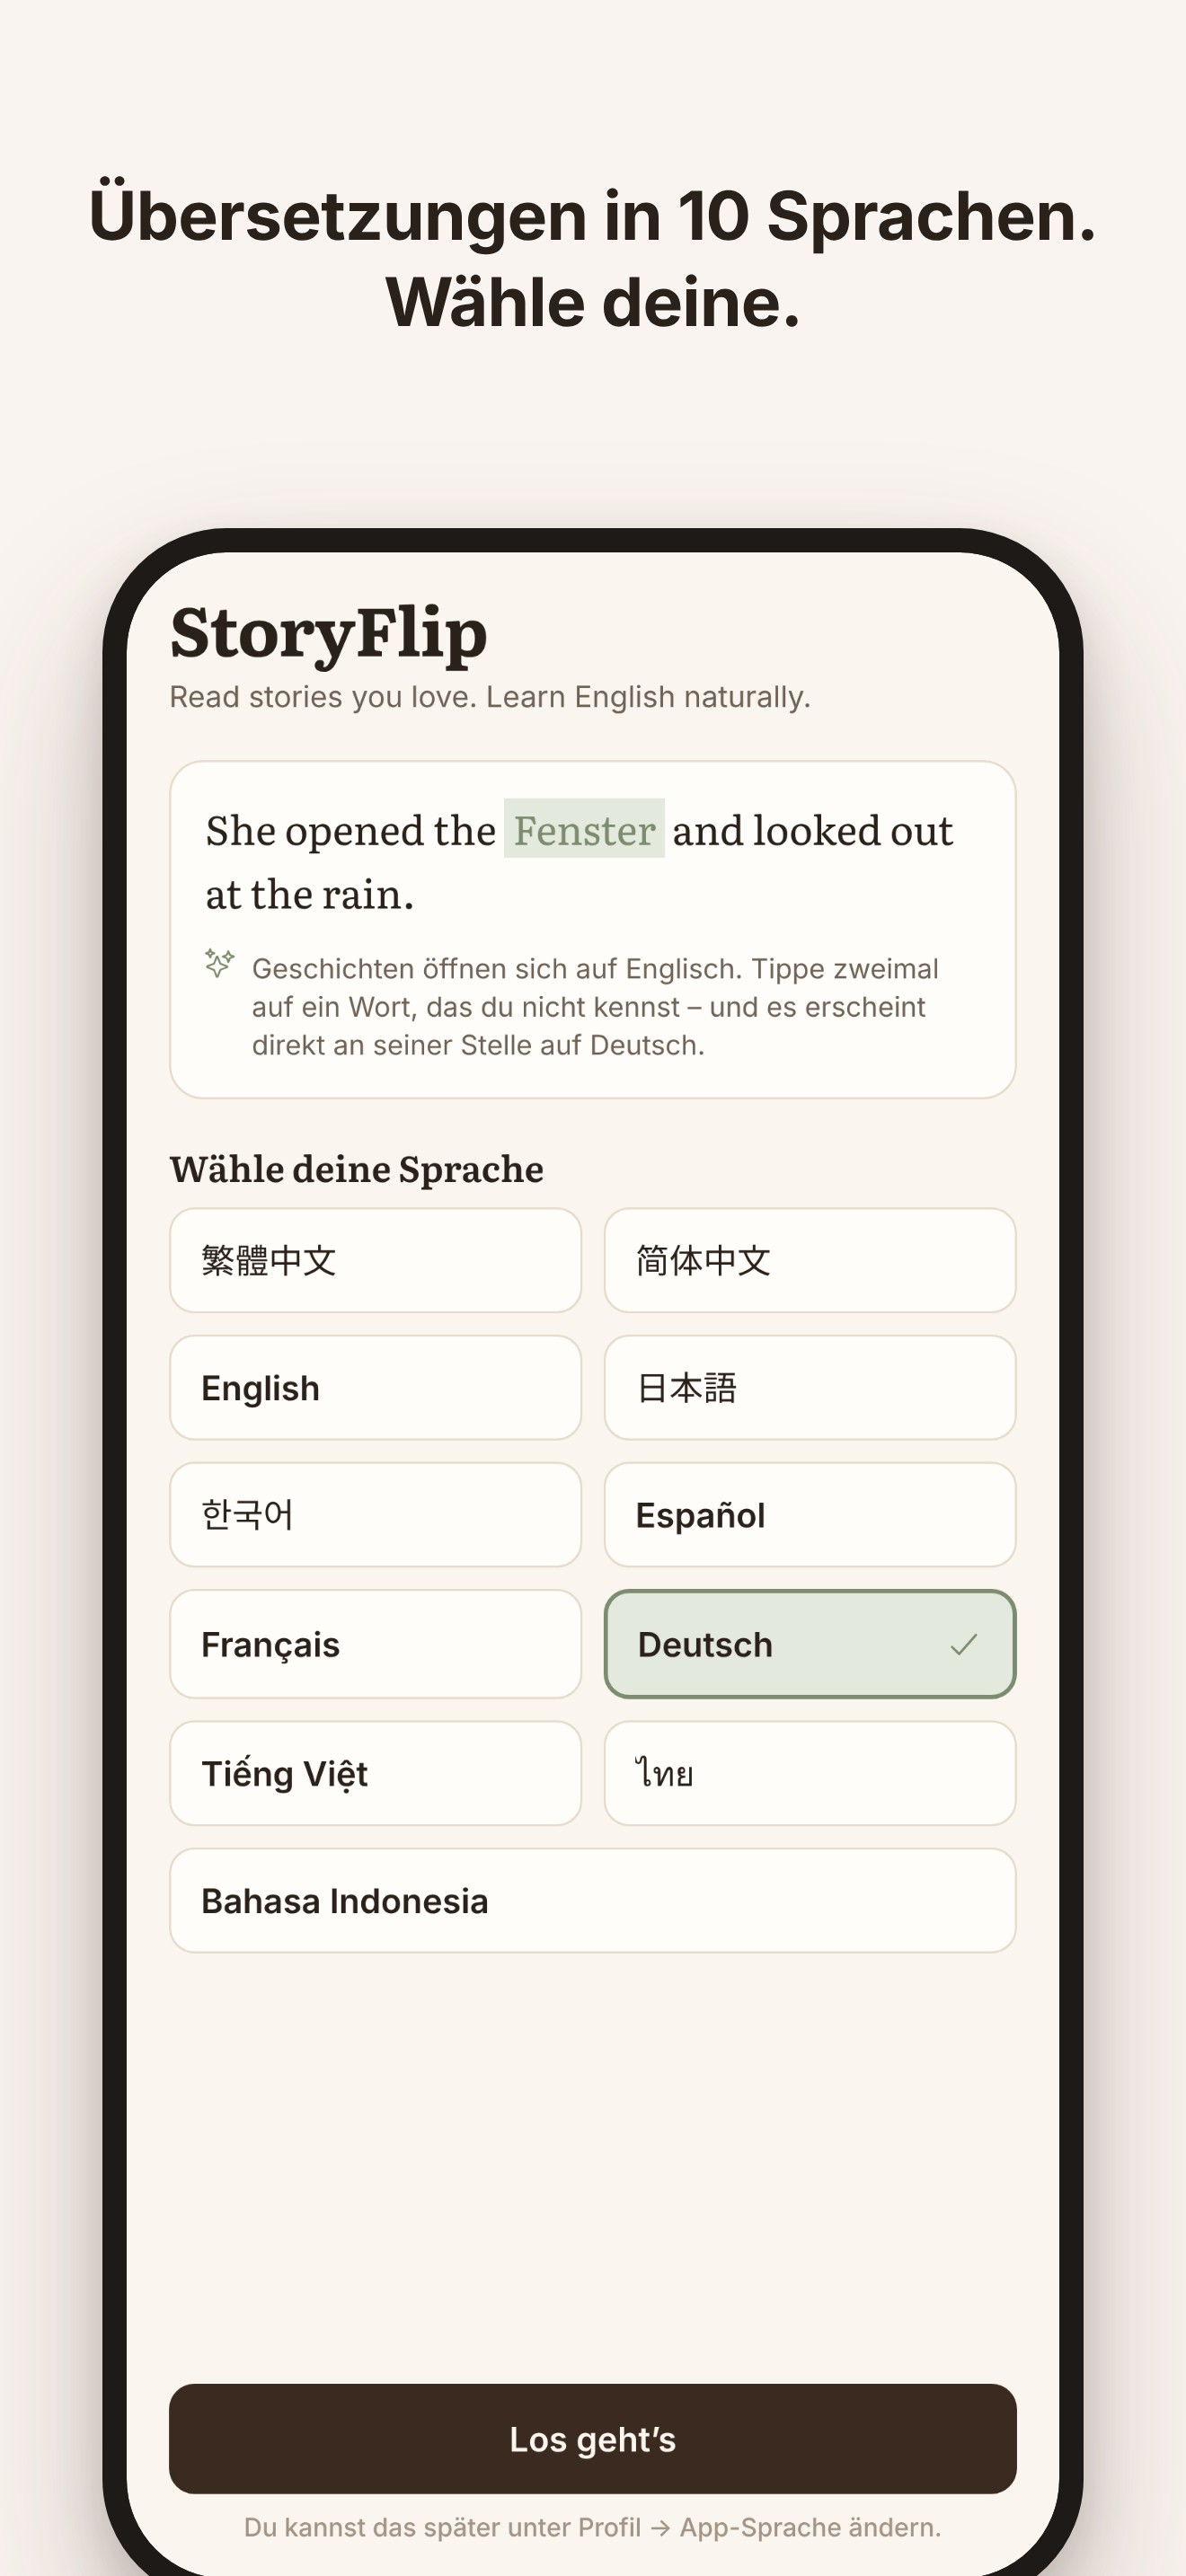 Übersetzungen in 10 Sprachen.
Wähle deine.
StoryFlip
Read stories you love. Learn English naturally.
She opened the Fenster and looked out
at the rain.
Geschichten öffnen sich auf Englisch. Tippe zweimal
auf ein Wort, das du nicht kennst – und es erscheint
direkt an seiner Stelle auf Deutsch.
Wähle deine Sprache
繁體中文
简体中文
English
日本語
한국어
Español
Français
Deutsch
Tiếng Việt
ไทย
Bahasa Indonesia
Los geht’s
Du kannst das später unter Profil → App-Sprache ändern.